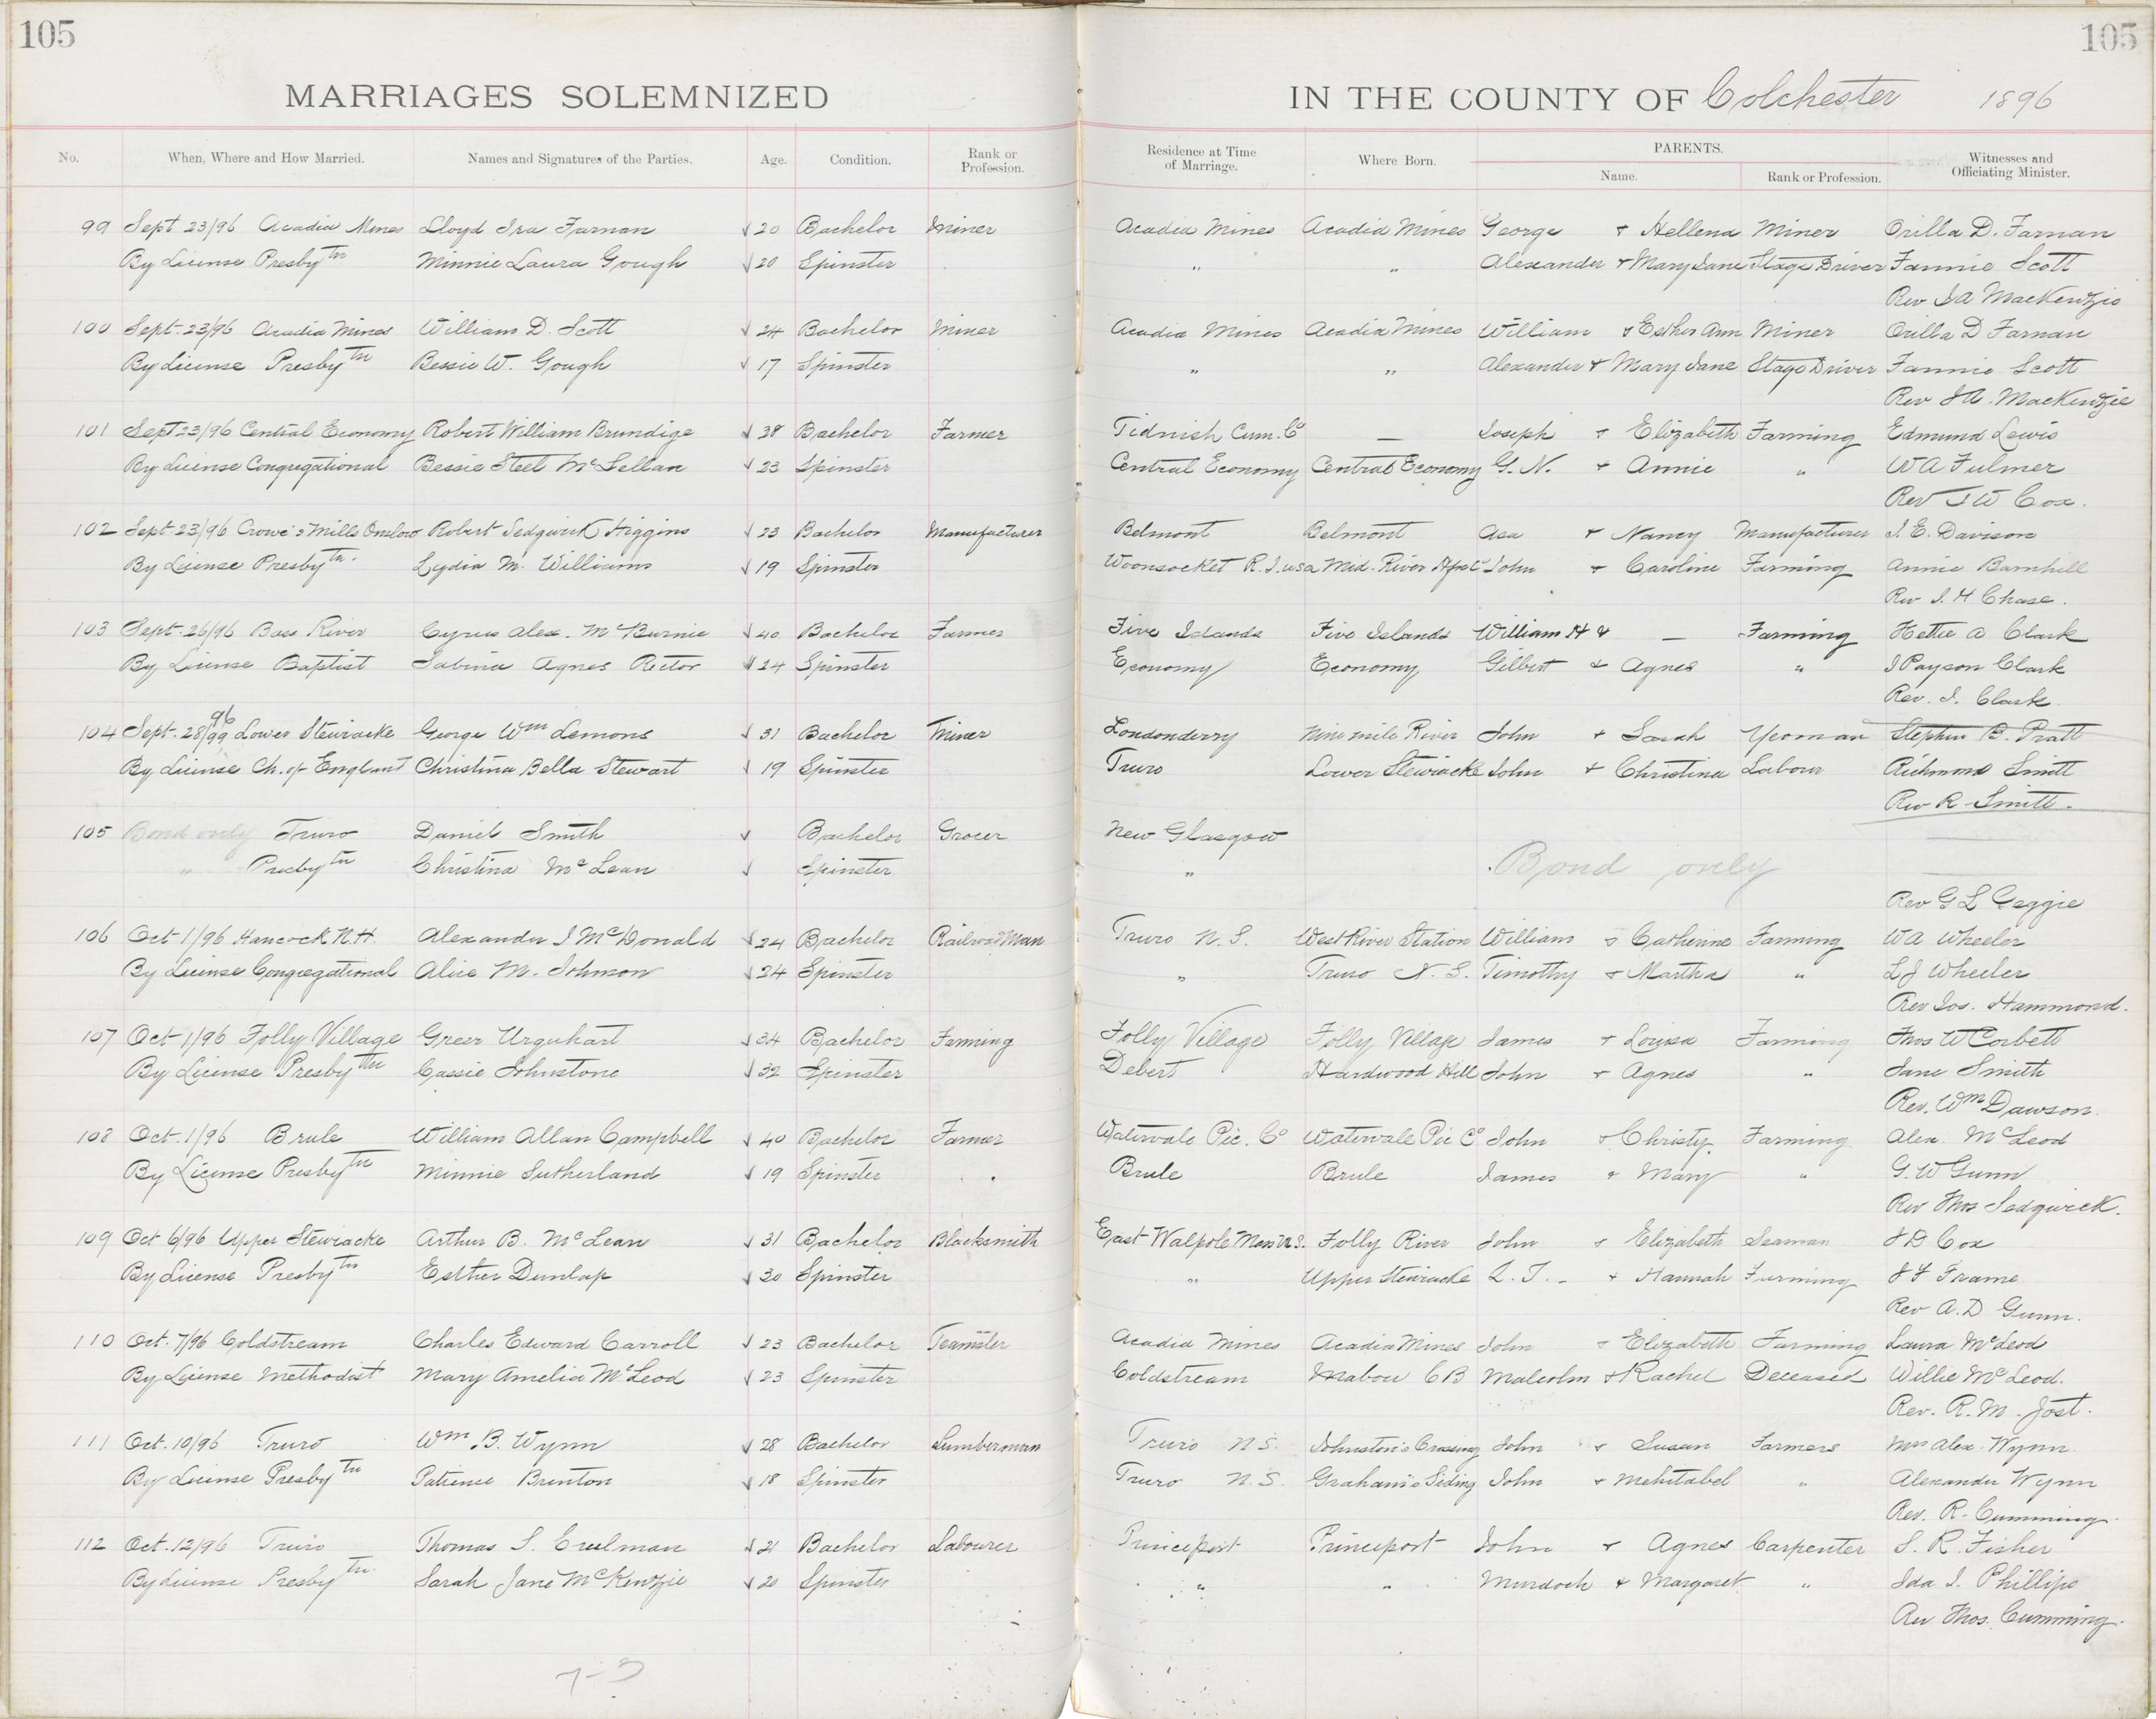 105
105
MARRIAGES SOLEMNIZED
IN THE COUNTY OF Colchester 1896
No. When, Where and How Married. Names and Signatures of the Parties. Age. Condition. Rank or Profession. Residence at Time of Marriage. Where Born. PARENTS. Name. Rank or Profession. Witnesses and Officiating Minister.
99 Sept 23/96 Acadia Mines Lloyd Ira Farnan √ 20 Bachelor Miner Acadia Mines Acadia Mines George & Hellena Miner Orilla D. Farnan
By License Presbytn Minnie Laura Gough √ 20 Spinster " " Alexander & Mary Jane Stage Driver Fannie Scott
Rev J A MacKenzie
100 Sept. 23/96 Acadia Mines William D. Scott √ 24 Bachelor Miner Acadia Mines Acadia Mines William & Esther Ann Miner Orilla D Farnan
By License Presbytn Bessie W. Gough √ 17 Spinster " " Alexander & Mary Jane Stage Driver Fannie Scott
Rev J A. MacKenzie
101 Sept 23/96 Central Economy Robert William Brundige √ 38 Bachelor Farmer Tidnish Cum. Co — Joseph & Elizabeth Farming Edmund Lewis
By License Congregational Bessie Steel McLellan √ 23 Spinster Central Economy Central Economy G. N. & Annie " W A Fulmer
Rev J W Cox.
102 Sept 23/96 Crowe's Mills Onslow Robert Sedgwick Higgins √ 23 Bachelor Manufacturer Belmont Belmont Asa & Nancy Manufacturer J. E. Davison
By License Presbytn. Lydia M. Williams √ 19 Spinster Woonsocket R.I. USA Mid-River John & Caroline Farming Annie Barnhill
Rev J. H Chase.
103 Sept. 26/96 Bass River Cyrus Alex. McBurnie √ 40 Bachelor Farmer Five Islands Five Islands William H & — Farming Hettie A Clark
By License Baptist Sabina Agnes Rector √ 24 Spinster Economy Economy Gilbert & Agnes " J Payson Clark
Rev. J. Clark
104 Sept. 28/99 96 Lower Stewiacke George Wm Lemons √ 31 Bachelor Miner Londonderry Nine mile River John & Sarah Yeoman Stephen B. Pratt
By License Ch. of England Christina Bella Stewart √ 19 Spinster Truro Lower Stewiacke John & Christina Labour Richmond Smith
Rev R Smith.
105 Bond only Truro Daniel Smith √ Bachelor Grocer New Glasgow
" Presbytn Christina McLean √ Spinster " Bond only
Rev G L Geggie
106 Oct 1/96 Hancock N.H. Alexander J McDonald √ 24 Bachelor Railroad Man Truro N.S. West River Station William & Catherine Farming W A Wheeler
By License Congregational Alice M. Johnson √ 24 Spinster " Truro N.S. Timothy & Martha " L J Wheeler
Rev Jos. Hammond.
107 Oct 1/96 Folly Village Greer Urquhart √ 34 Bachelor Farming Folly Village Folly Village James & Louisa Farming Thos W Corbett
By License Presbytn Cassie Johnstone √ 32 Spinster Debert Hardwood Hill John & Agnes " Jane Smith
Rev. Wm Dawson
108 Oct. 1/96 Brule William Allan Campbell √ 40 Bachelor Farmer Watervale Pic. Co Watervale Pic Co John & Christy Farming Alex. McLeod
By License Presbytn Minnie Sutherland √ 19 Spinster Brule Brule James & Mary " G. W Gunn
Rev Thos Sedgwick.
109 Oct 6/96 Upper Stewiacke Arthur B. McLean √ 31 Bachelor Blacksmith East Walpole Mass U.S. Folly River John & Elizabeth Seaman J D Cox
By License Presbytn Esther Dunlap √ 30 Spinster " Upper Stewiacke & Hannah Farming J F Frame
Rev A.D Gunn.
110 Oct. 7/96 Coldstream Charles Edward Carroll √ 23 Bachelor Teamster Acadia Mines Acadia Mines John & Elizabeth Farming Laura McLeod
By License Methodist Mary Amelia McLeod √ 23 Spinster Coldstream Mabou C B Malcolm & Rachel Deceased Willie McLeod.
Rev. R. M. Jost.
111 Oct. 10/96 Truro Wm. B. Wynn √ 28 Bachelor Lumberman Truro N.S. Johnston's Crossing John & Susan Farmers Mrs Alex. Wynn
By License Presbytn Patience Brenton √ 18 Spinster Truro N.S. Graham's Siding John & Mehitabel " Alexander Wynn
Rev. R. Cumming.
112 Oct. 12/96 Truro Thomas S. Creelman √ 21 Bachelor Labourer Princeport Princeport John & Agnes Carpenter S. R. Fisher
By License Presbytn Sarah Jane McKenzie √ 20 Spinster " " Murdoch & Margaret " Ida J. Phillips
Rev Thos. Cumming.
7-3